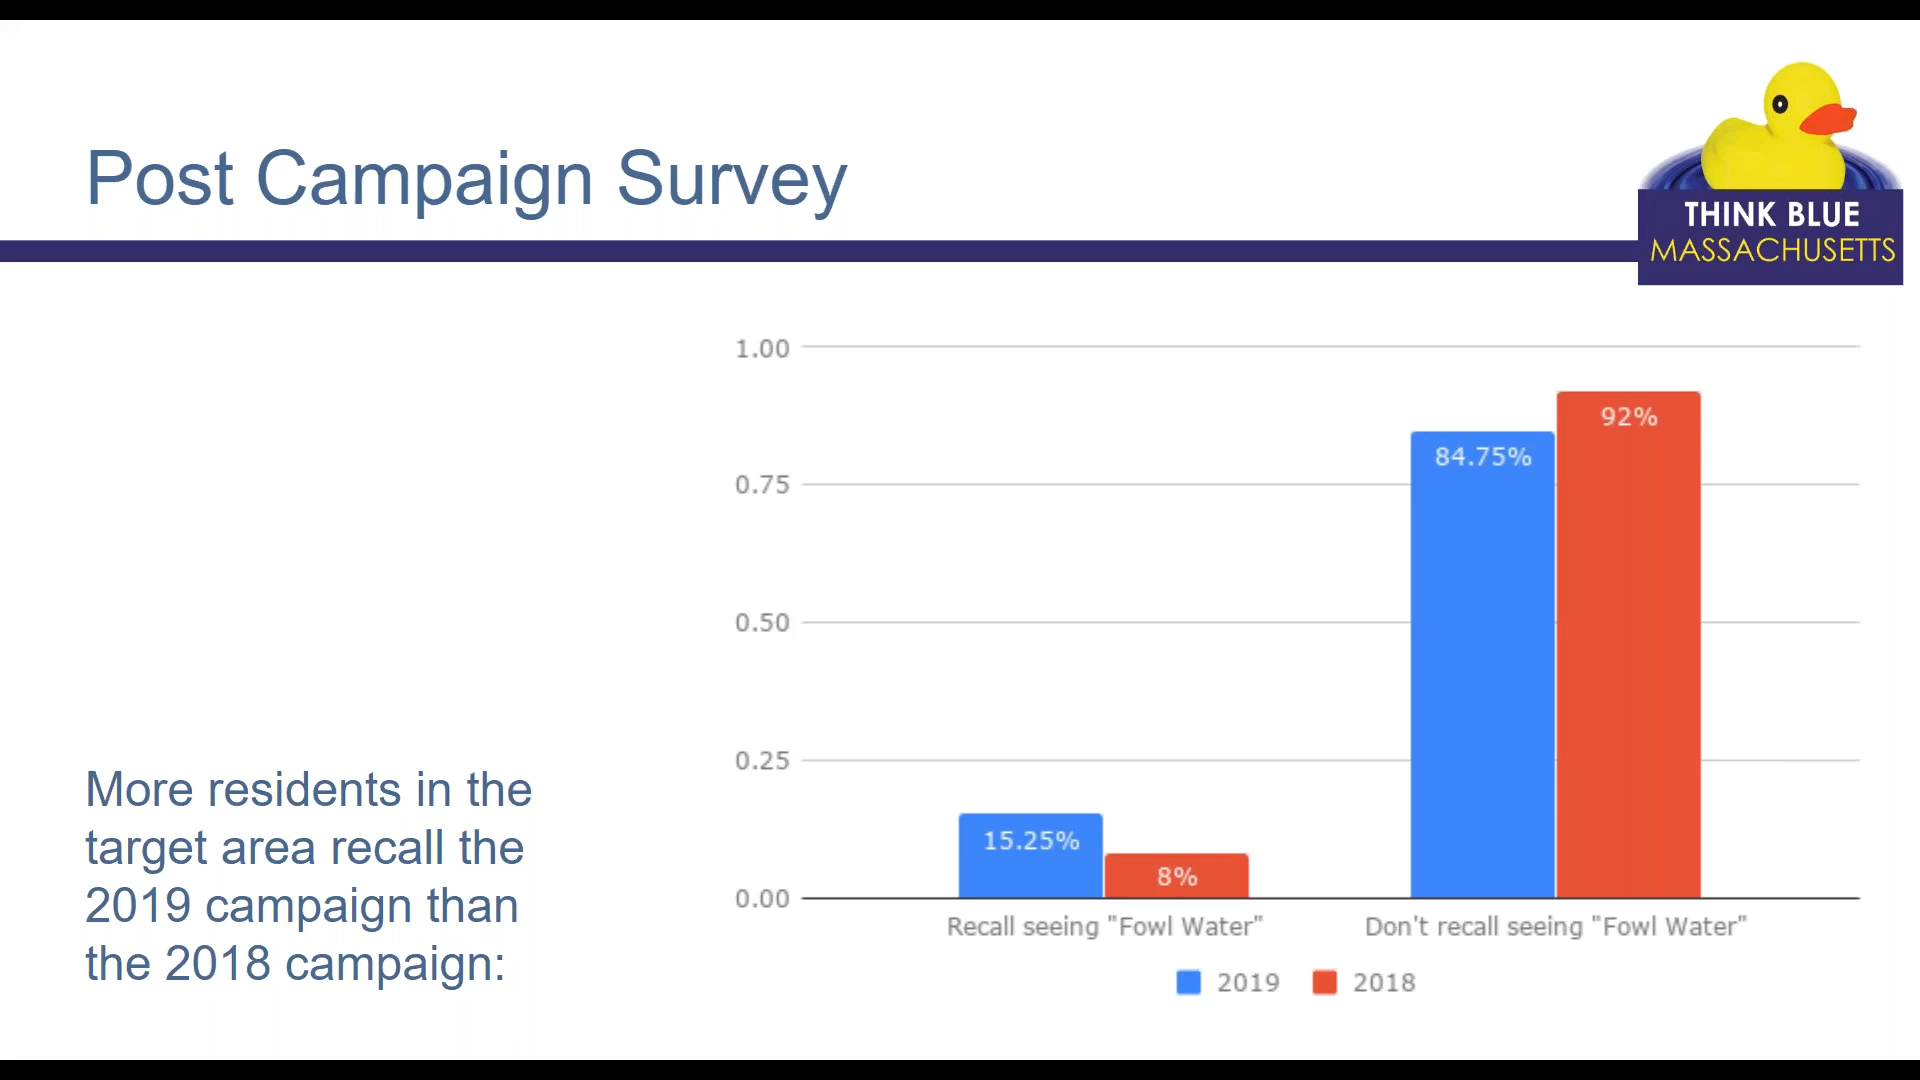 Post Campaign Survey
THINK BLUE
MASSACHUSETTS
More residents in the
target area recall the
2019 campaign than
the 2018 campaign:
1.00
0.75
0.50
0.25
0.00
15.25%
8%
84.75%
92%
Recall seeing "Fowl Water"
Don't recall seeing "Fowl Water"
2019
2018